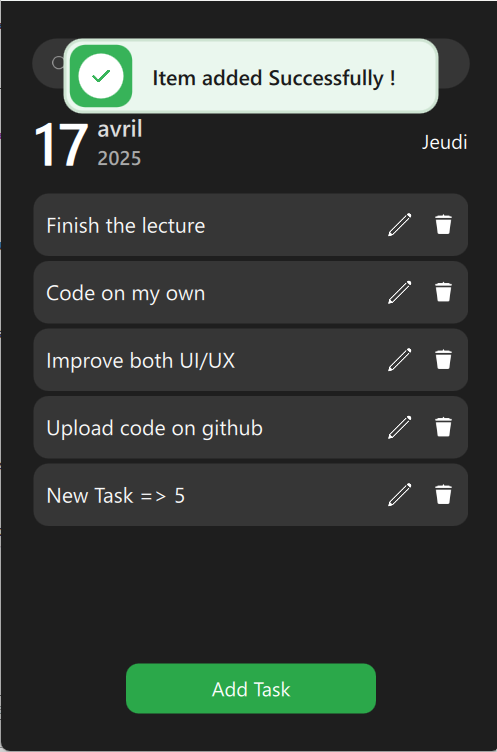 Item added Successfully !
17 avril
2025
Jeudi
Finish the lecture
Code on my own
Improve both UI/UX
Upload code on github
New Task => 5
Add Task